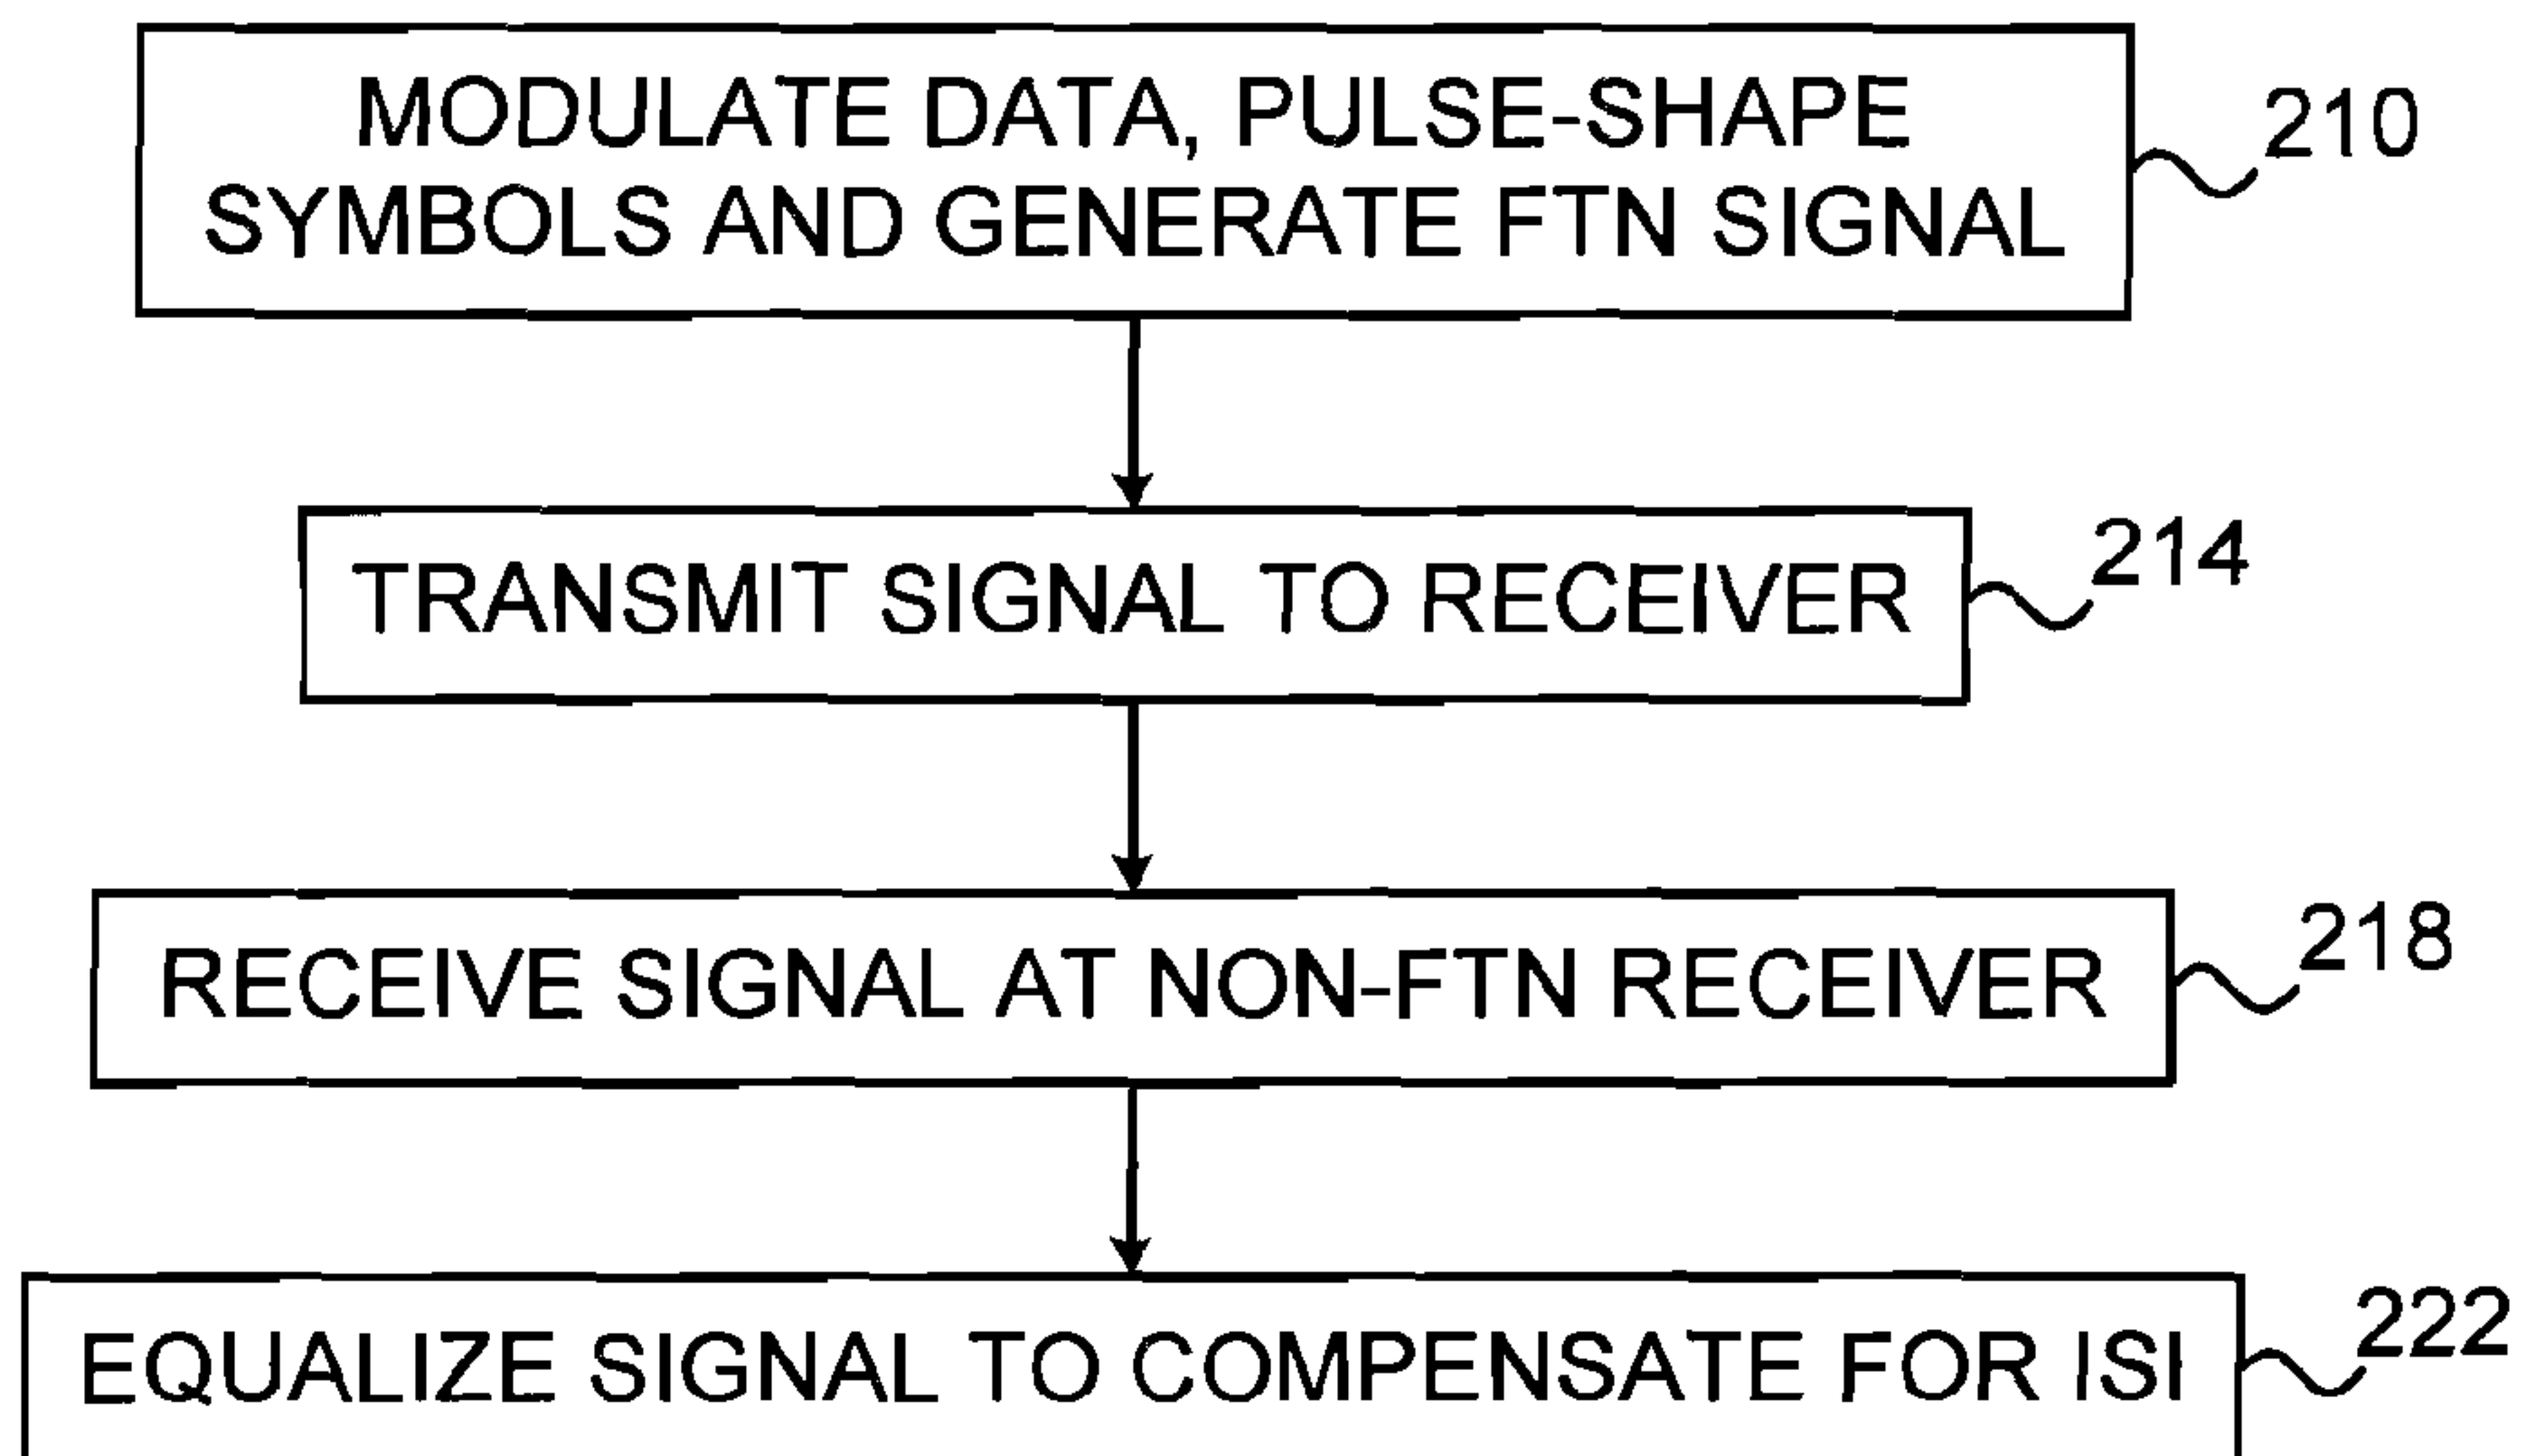 MODULATE DATA, PULSE-SHAPE
SYMBOLS AND GENERATE FTN SIGNAL
210
TRANSMIT SIGNAL TO RECEIVER
214
RECEIVE SIGNAL AT NON-FTN RECEIVER
218
EQUALIZE SIGNAL TO COMPENSATE FOR ISI
222